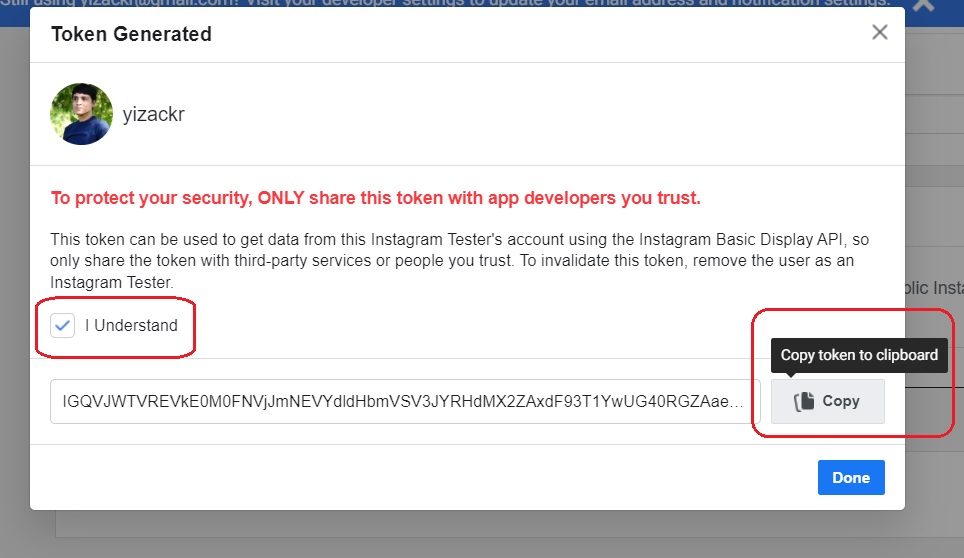 Still using yizackr@gmail.com? Visit your developer settings to update your email address and notification settings.
Token Generated
yizackr
To protect your security, ONLY share this token with app developers you trust.
This token can be used to get data from this Instagram Tester's account using the Instagram Basic Display API, so
only share the token with third-party services or people you trust. To invalidate this token, remove the user as an
Instagram Tester.
blic Insta
I Understand
Copy token to clipboard
IGQVJWTVREVkE0M0FNVjJmNEVYdldHbmVSV3JYRHdMX2ZAxdF93T1YwUG40RGZAae...
Copy
Done